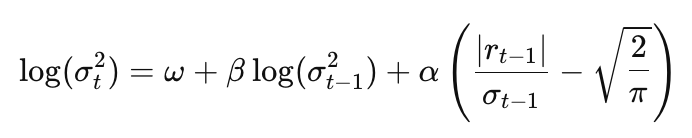 log(σ_t^2) = ω + β log(σ_{t−1}^2) + α ( |r_{t−1}| / σ_{t−1} − √(2/π) )